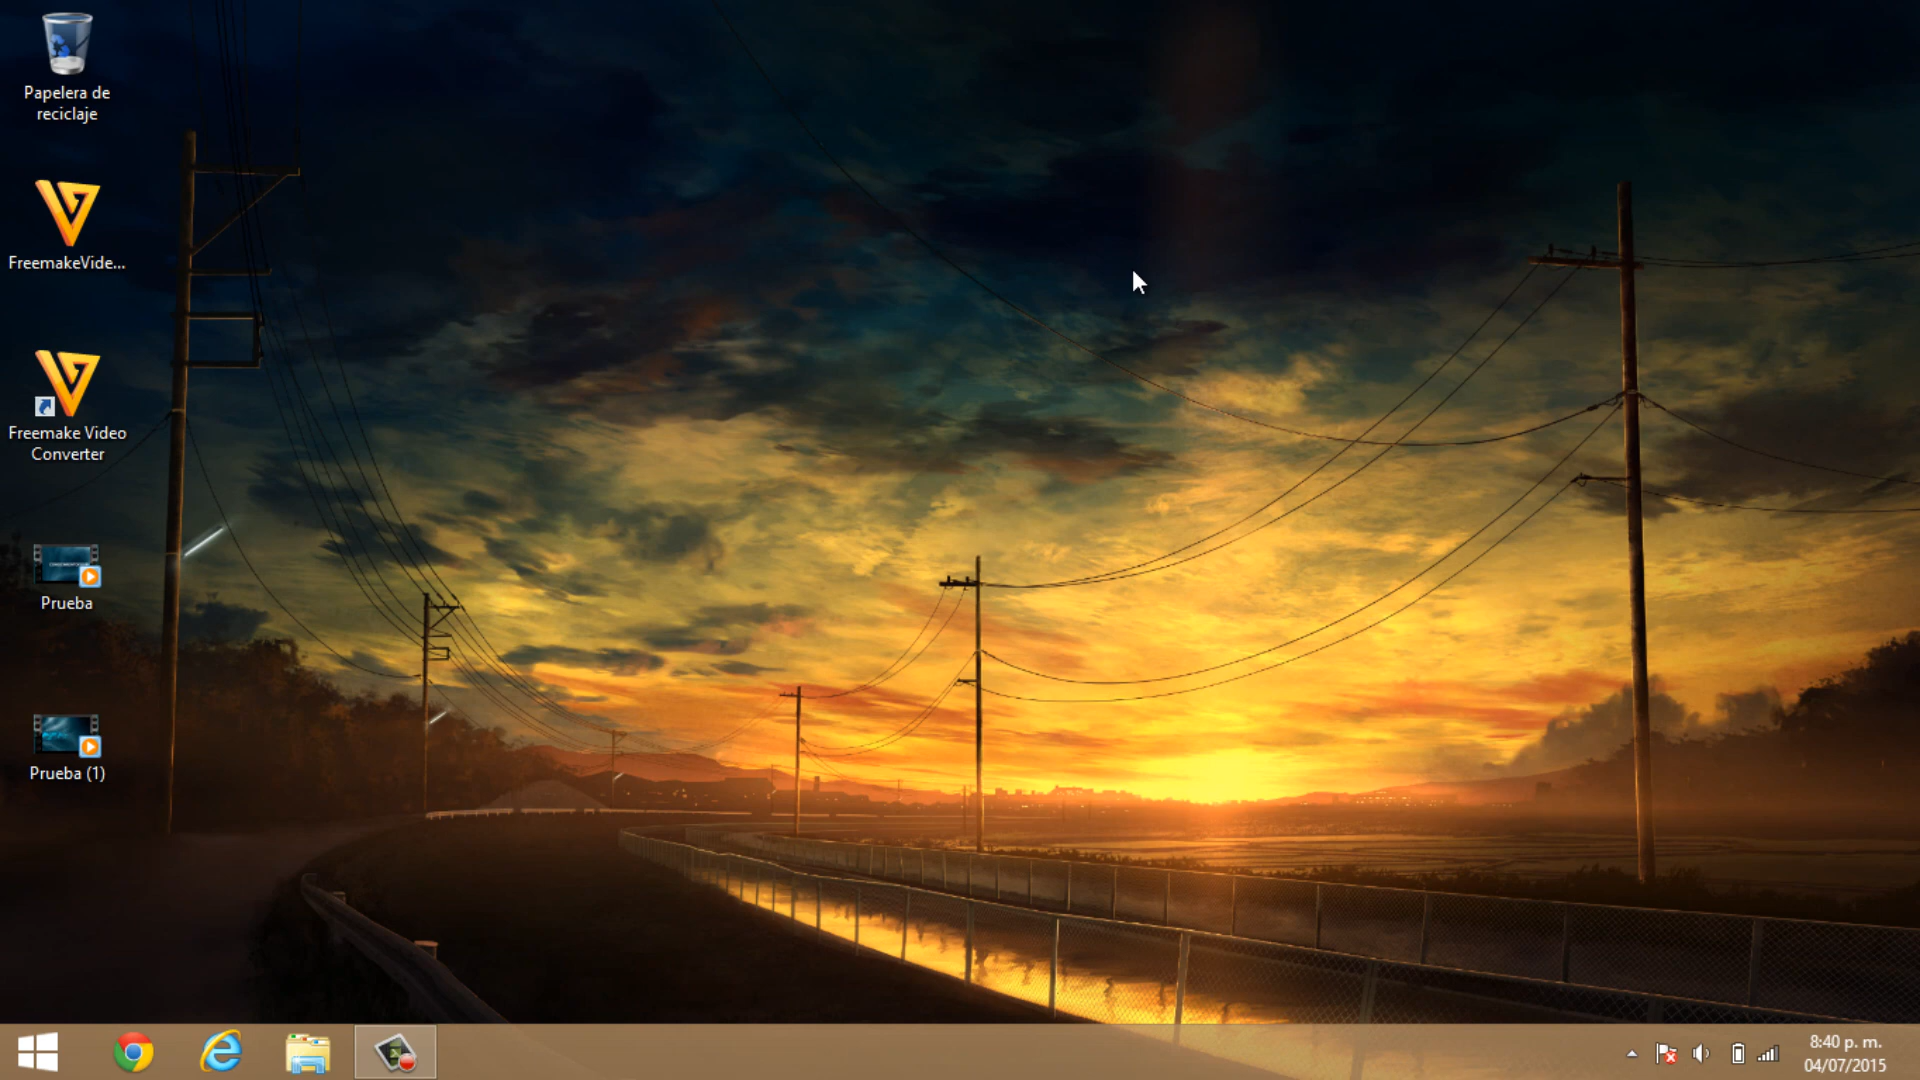 Papelera de
reciclaje
FreemakeVide...
Freemake Video
Converter
Prueba
Prueba (1)
8:40 p. m.
04/07/2015